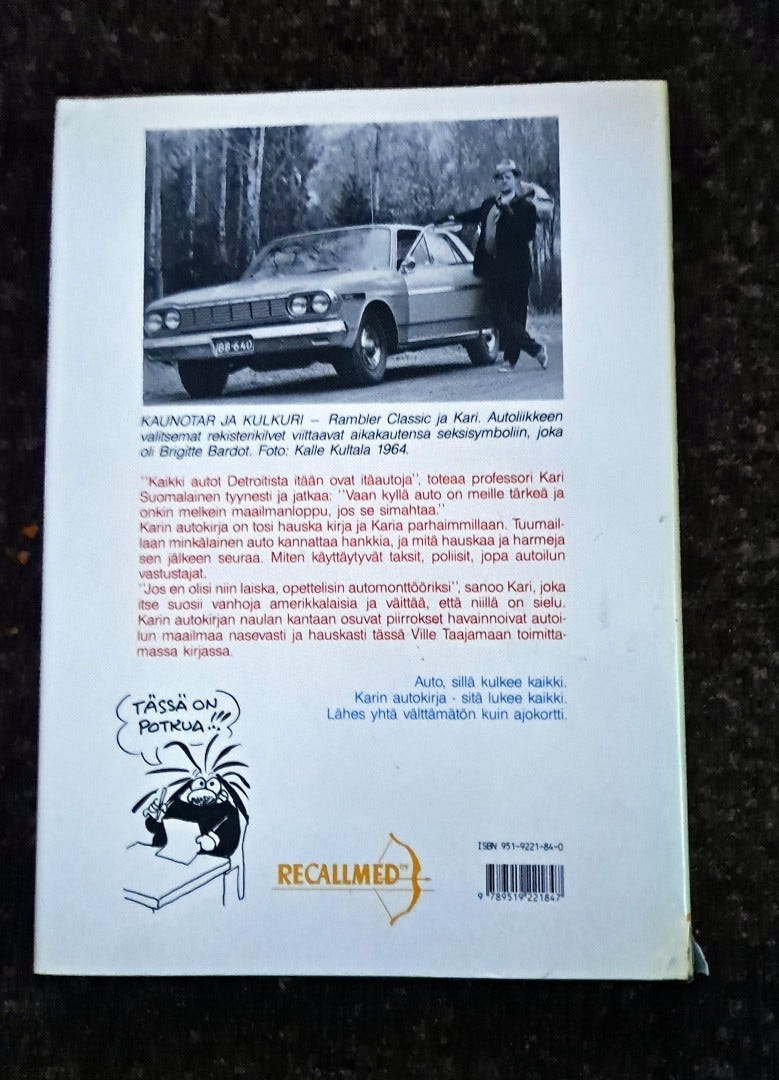 BB-640
KAUNOTAR JA KULKURI – Rambler Classic ja Kari. Autoliikkeen
valitsemat rekisterikilvet viittaavat aikakautensa seksisymboliin, joka
oli Brigitte Bardot. Foto: Kalle Kultala 1964.
"Kaikki autot Detroitista itään ovat itäautoja", toteaa professori Kari
Suomalainen tyynesti ja jatkaa: "Vaan kyllä auto on meille tärkeä ja
onkin melkein maailmanloppu, jos se simahtaa."
Karin autokirja on tosi hauska kirja ja Karia parhaimmillaan. Tuumail-
laan minkälainen auto kannattaa hankkia, ja mitä hauskaa ja harmeja
sen jälkeen seuraa. Miten käyttäytyvät taksit, poliisit, jopa autoilun
vastustajat.
"Jos en olisi niin laiska, opettelisin automonttööriksi", sanoo Kari, joka
itse suosii vanhoja amerikkalaisia ja väittää, että niillä on sielu.
Karin autokirjan naulan kantaan osuvat piirrokset havainnoivat autoi-
lun maailmaa nasevasti ja hauskasti tässä Ville Taajamaan toimitta-
massa kirjassa.
Auto, sillä kulkee kaikki.
Karin autokirja - sitä lukee kaikki.
Lähes yhtä välttämätön kuin ajokortti.
TÄSSÄ ON
POTKUA..!!!
RECALLMED
ISBN 951-9221-84-0
9 789519 221847